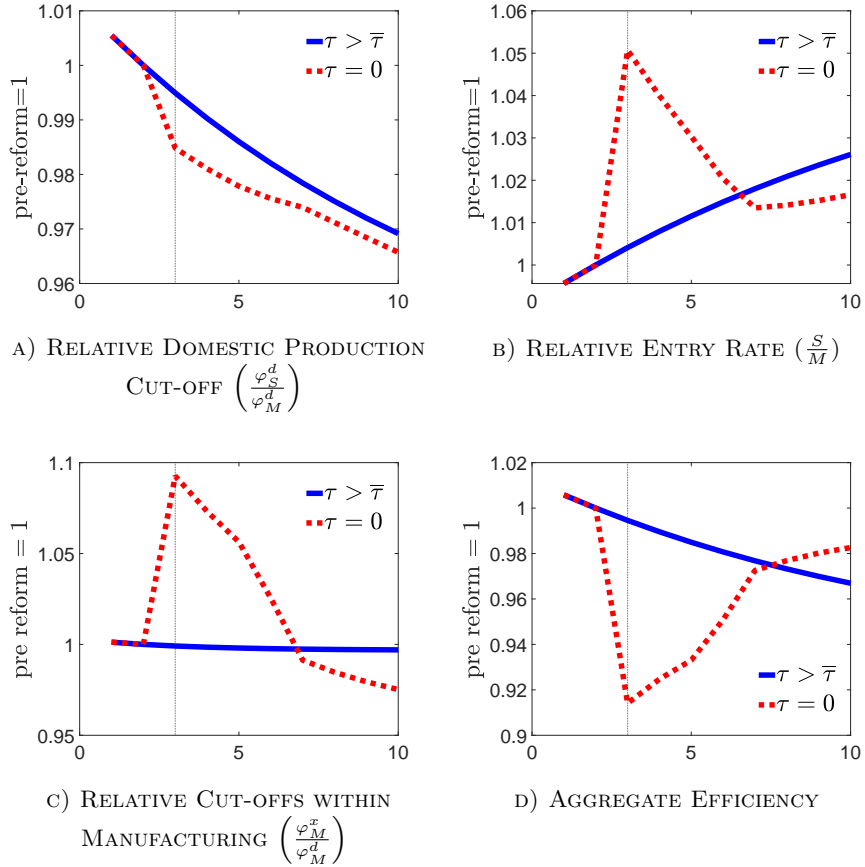 1.01
1
0.99
0.98
0.97
0.96
pre-reform=1
τ > τ̅
τ = 0
0 5 10
A) RELATIVE DOMESTIC PRODUCTION
CUT-OFF (φ_S^d / φ_M^d)
1.06
1.05
1.04
1.03
1.02
1.01
1
pre-reform=1
τ > τ̅
τ = 0
0 5 10
B) RELATIVE ENTRY RATE (S/M)
1.1
1.05
1
0.95
pre reform = 1
τ > τ̅
τ = 0
0 5 10
C) RELATIVE CUT-OFFS WITHIN
MANUFACTURING (φ_M^x / φ_M^d)
1.02
1
0.98
0.96
0.94
0.92
0.9
pre reform = 1
τ > τ̅
τ = 0
0 5 10
D) AGGREGATE EFFICIENCY